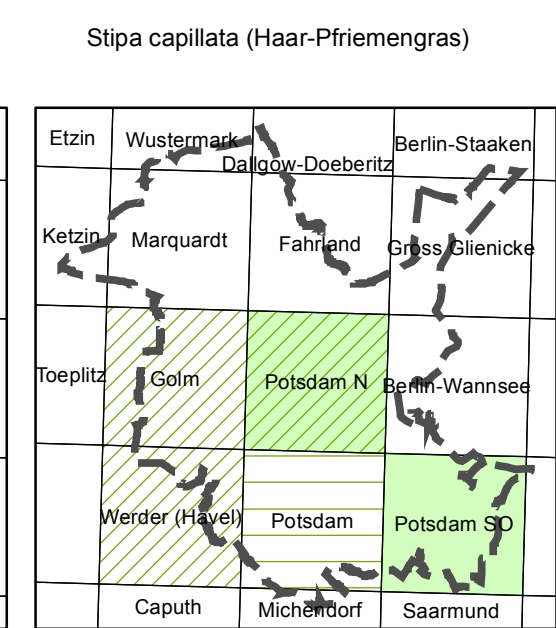 Stipa capillata (Haar-Pfriemengras)
Etzin
Wustermark
Dallgow-Doeberitz
Berlin-Staaken
Ketzin
Marquardt
Fahrland
Gross Glienicke
Toeplitz
Golm
Potsdam N
Berlin-Wannsee
Werder (Havel)
Potsdam
Potsdam SO
Caputh
Michendorf
Saarmund